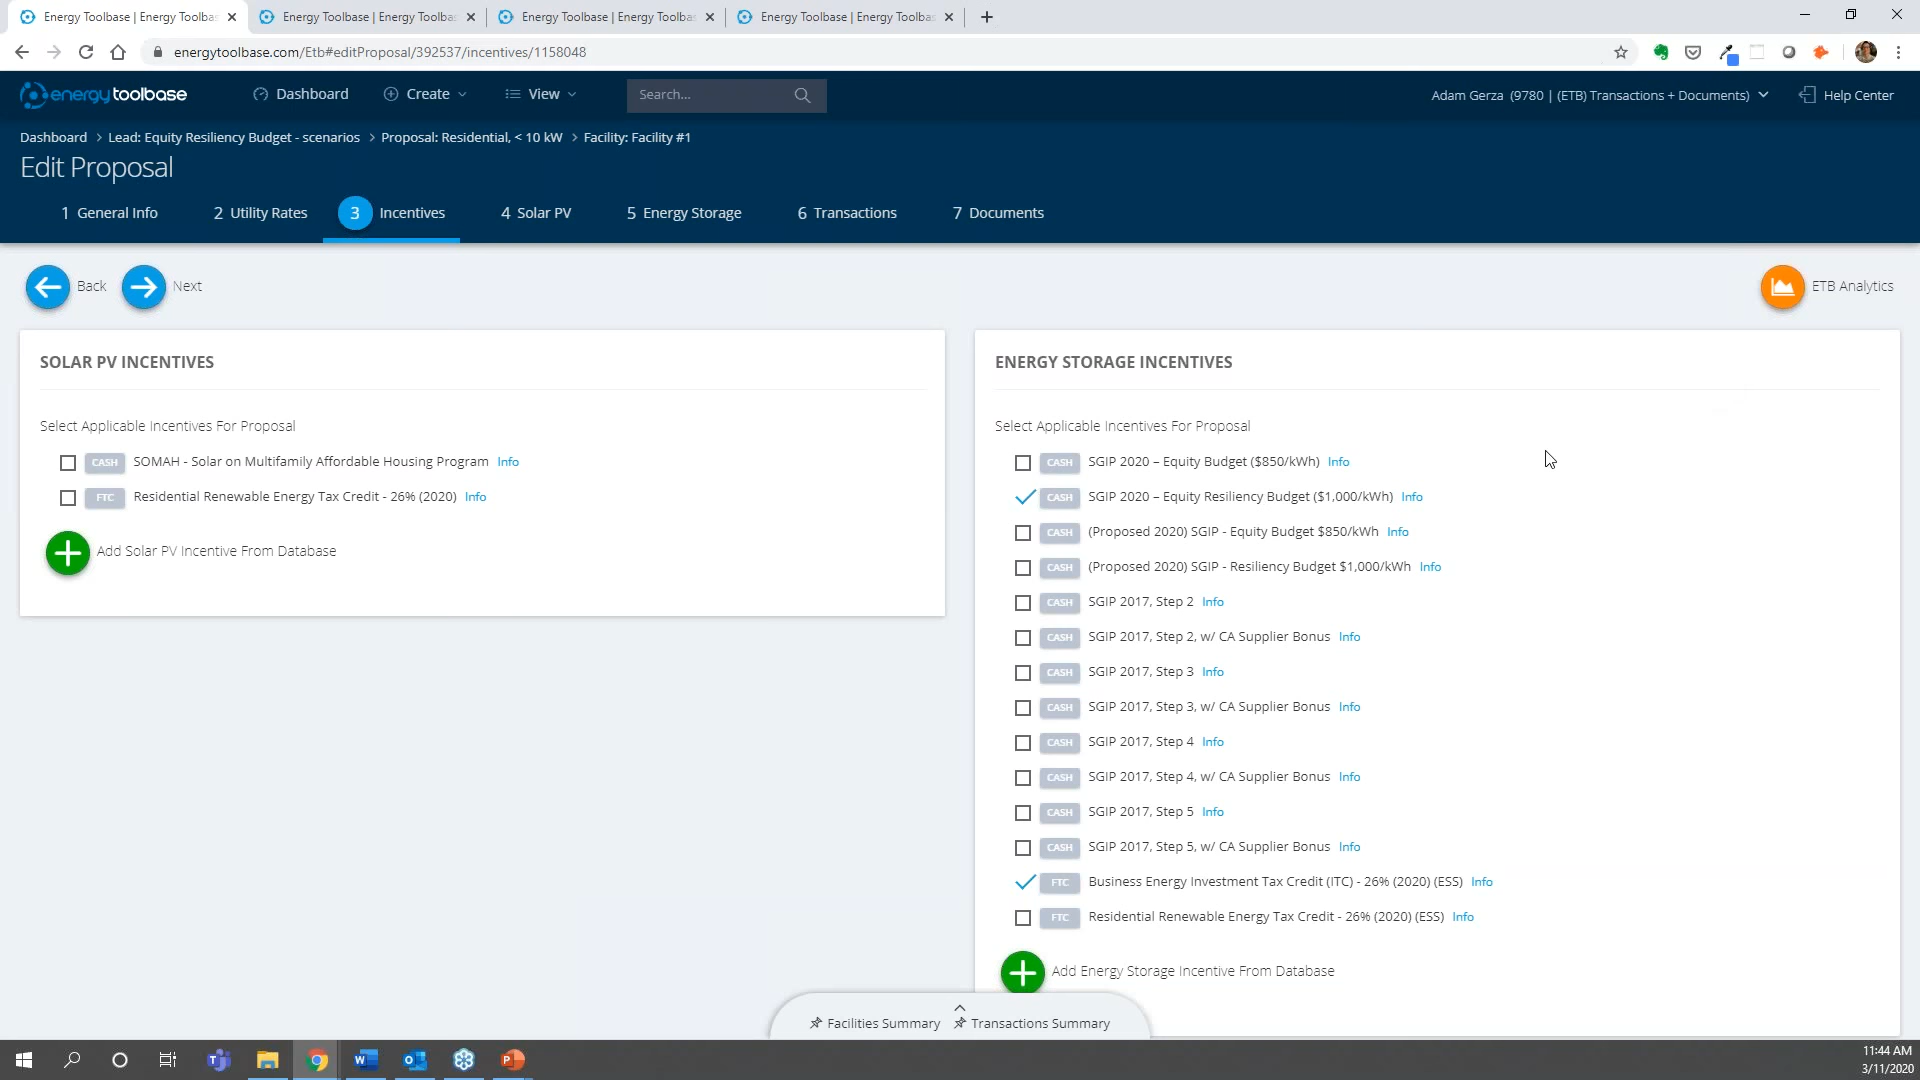 Energy Toolbase | Energy Toolbas
Energy Toolbase | Energy Toolbas
Energy Toolbase | Energy Toolbas
Energy Toolbase | Energy Toolbas
energytoolbase.com/Etb#editProposal/392537/incentives/1158048
energytoolbase
Dashboard
Create
View
Search...
Adam Gerza (9780 | (ETB) Transactions + Documents)
Help Center
Dashboard > Lead: Equity Resiliency Budget - scenarios > Proposal: Residential, < 10 kW > Facility: Facility #1
Edit Proposal
1 General Info
2 Utility Rates
3 Incentives
4 Solar PV
5 Energy Storage
6 Transactions
7 Documents
Back
Next
ETB Analytics
SOLAR PV INCENTIVES
Select Applicable Incentives For Proposal
CASH SOMAH - Solar on Multifamily Affordable Housing Program Info
FTC Residential Renewable Energy Tax Credit - 26% (2020) Info
Add Solar PV Incentive From Database
ENERGY STORAGE INCENTIVES
Select Applicable Incentives For Proposal
CASH SGIP 2020 – Equity Budget ($850/kWh) Info
CASH SGIP 2020 – Equity Resiliency Budget ($1,000/kWh) Info
CASH (Proposed 2020) SGIP - Equity Budget $850/kWh Info
CASH (Proposed 2020) SGIP - Resiliency Budget $1,000/kWh Info
CASH SGIP 2017, Step 2 Info
CASH SGIP 2017, Step 2, w/ CA Supplier Bonus Info
CASH SGIP 2017, Step 3 Info
CASH SGIP 2017, Step 3, w/ CA Supplier Bonus Info
CASH SGIP 2017, Step 4 Info
CASH SGIP 2017, Step 4, w/ CA Supplier Bonus Info
CASH SGIP 2017, Step 5 Info
CASH SGIP 2017, Step 5, w/ CA Supplier Bonus Info
FTC Business Energy Investment Tax Credit (ITC) - 26% (2020) (ESS) Info
FTC Residential Renewable Energy Tax Credit - 26% (2020) (ESS) Info
Add Energy Storage Incentive From Database
Facilities Summary
Transactions Summary
11:44 AM
3/11/2020